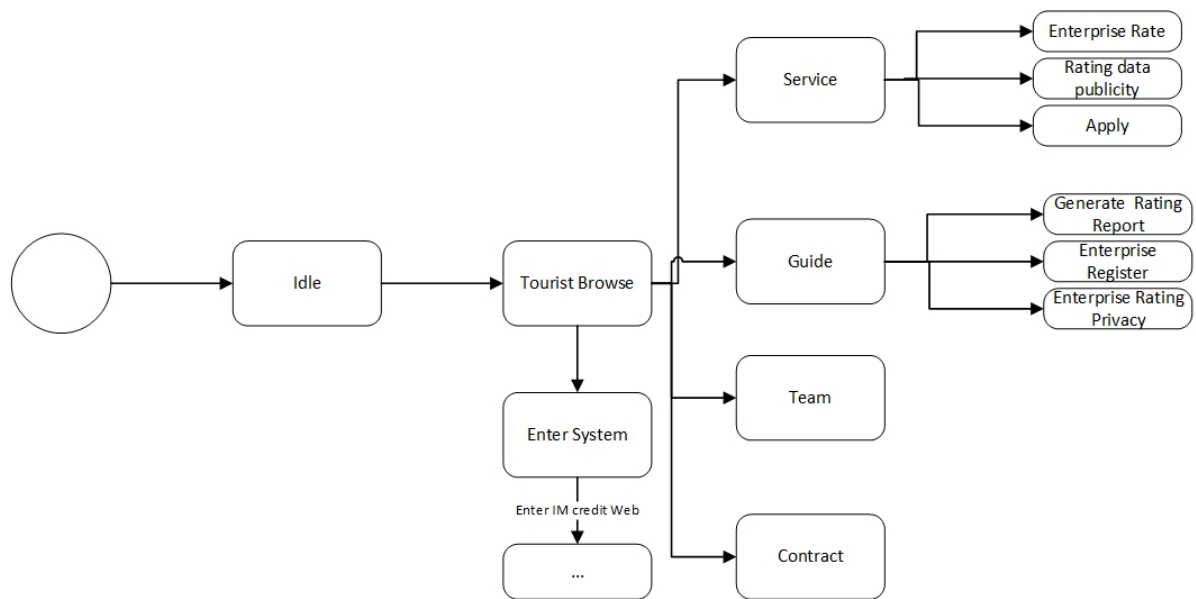 Enterprise Rate
Service
Rating data
publicity
Apply
Generate Rating
Report
Idle
Tourist Browse
Guide
Enterprise
Register
Enterprise Rating
Privacy
Team
Enter System
Enter IM credit Web
Contract
...